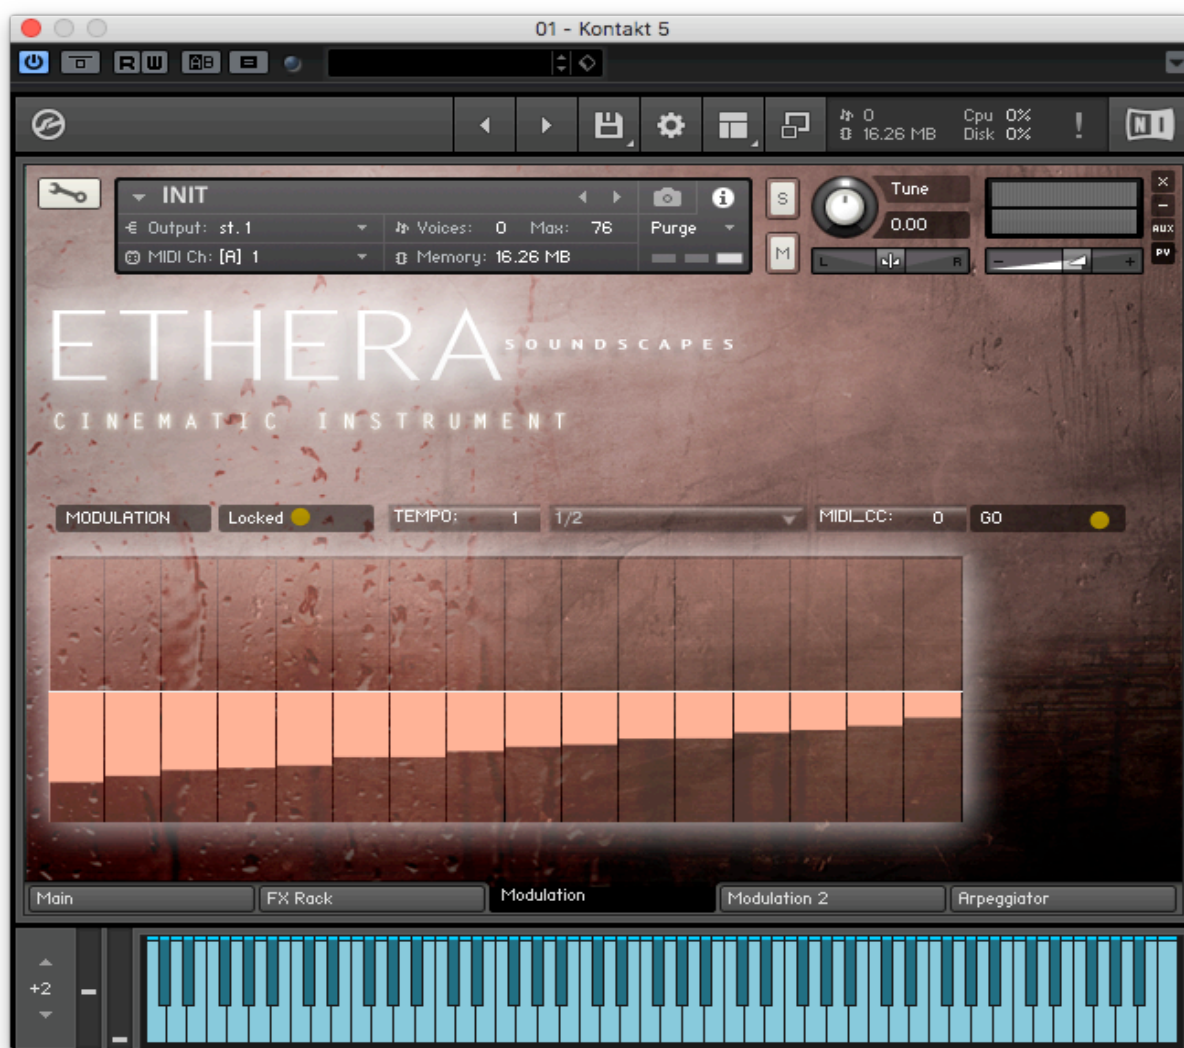 01 - Kontakt 5
R W AB
0 Cpu 0%
16.26 MB Disk 0% ! NI
INIT i S Tune ×
Output: st. 1 Voices: 0 Max: 76 Purge 0.00 AUX
MIDI Ch: [A] 1 Memory: 16.26 MB M L R - + PV
ETHERA SOUNDSCAPES
CINEMATIC INSTRUMENT
MODULATION Locked TEMPO: 1 1/2 MIDI_CC: 0 GO
Main FX Rack Modulation Modulation 2 Arpeggiator
+2